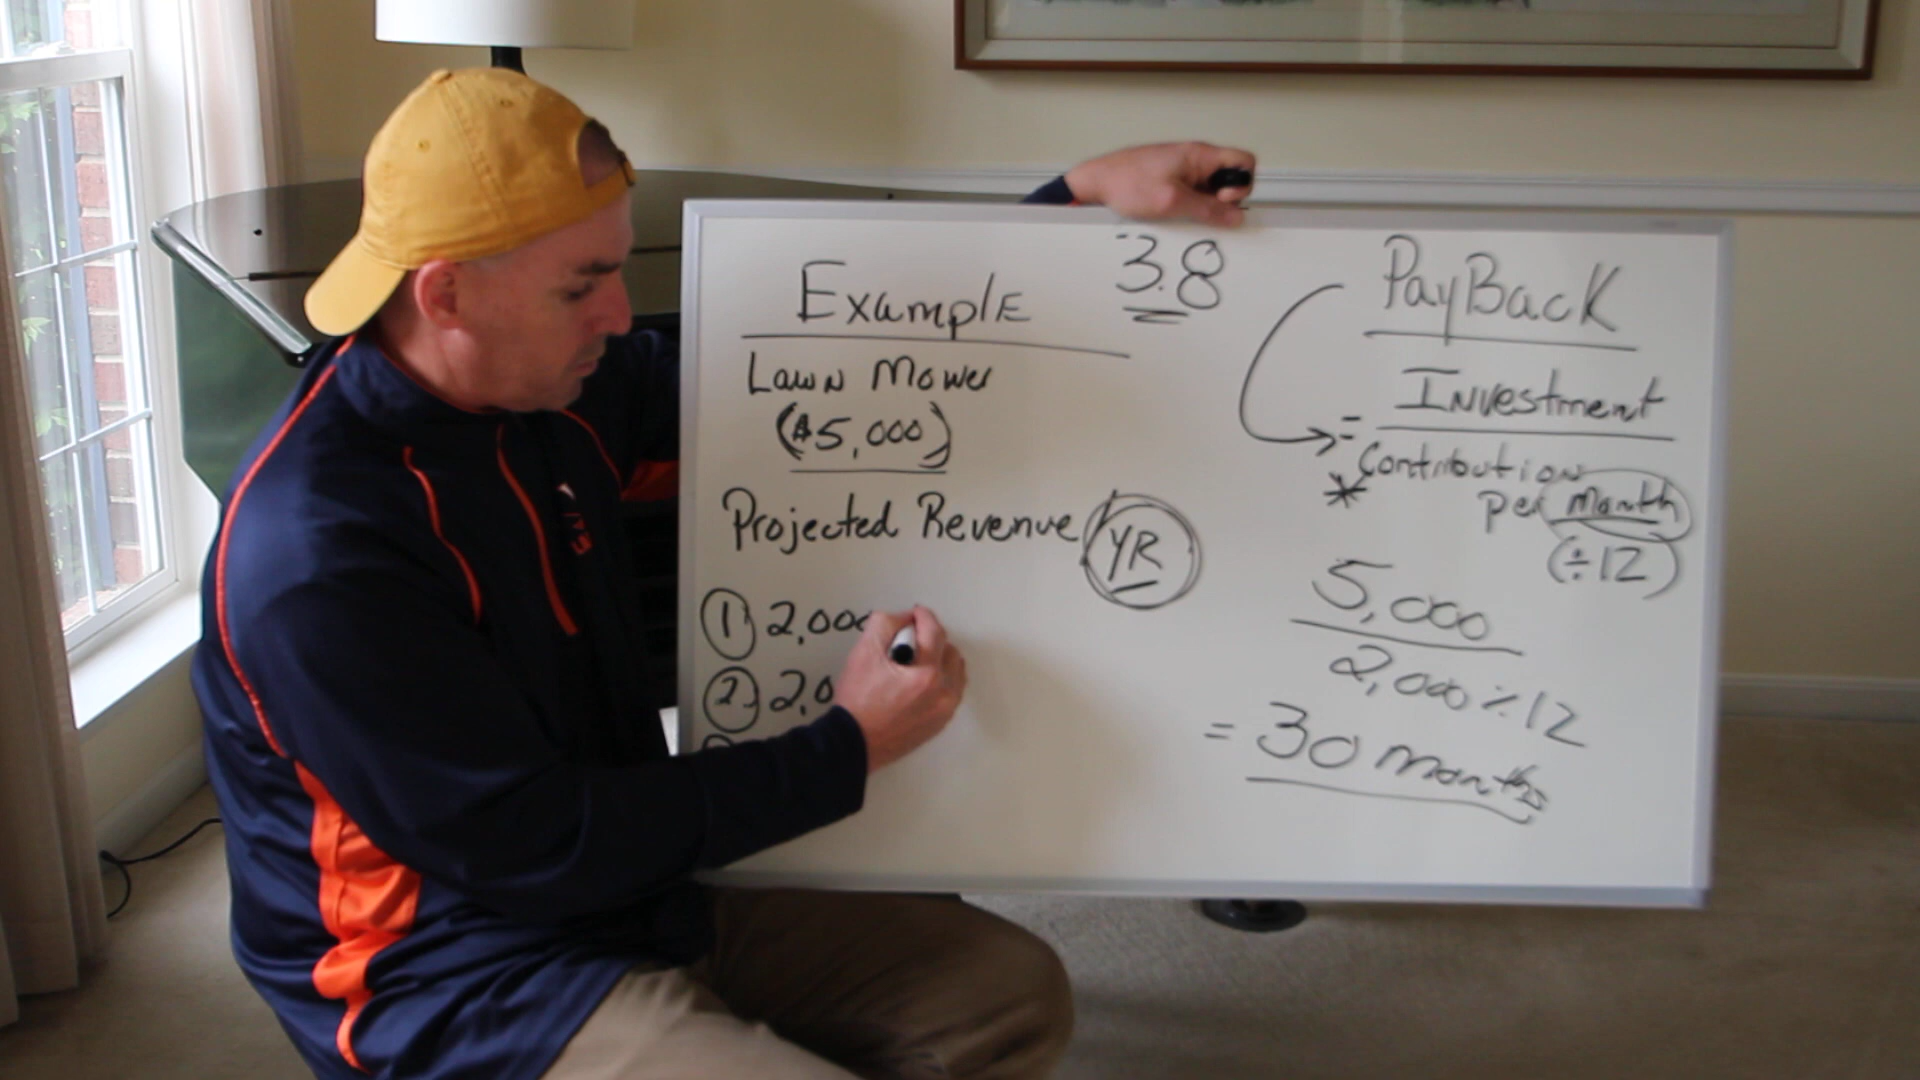 Example
Lawn Mower
($5,000)
Projected Revenue YR
1 2,000
2 2,0
3.8
PayBack
= Investment
* Contribution
per Month
(÷12)
5,000
2,000 ÷ 12
= 30 months